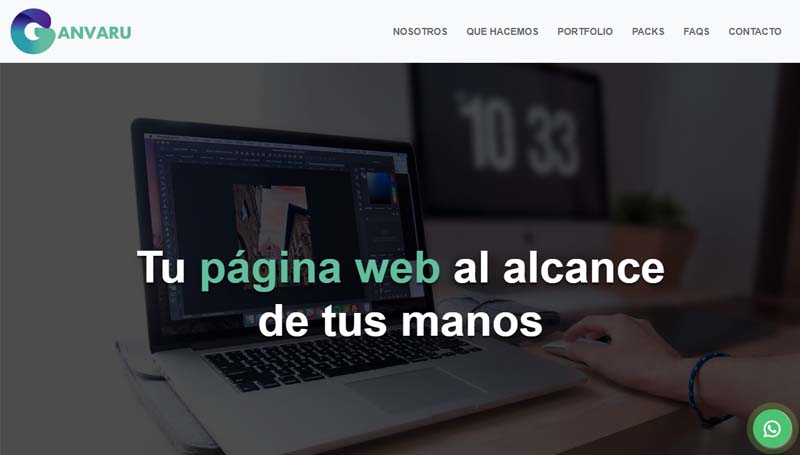 GANVARU
NOSOTROS QUE HACEMOS PORTFOLIO PACKS FAQS CONTACTO
10 33
Tu página web al alcance
de tus manos